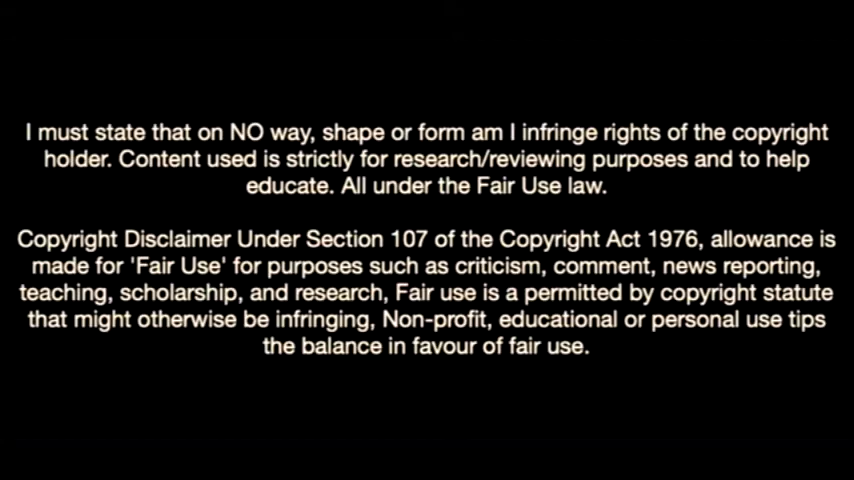 I must state that on NO way, shape or form am I infringe rights of the copyright
holder. Content used is strictly for research/reviewing purposes and to help
educate. All under the Fair Use law.
Copyright Disclaimer Under Section 107 of the Copyright Act 1976, allowance is
made for 'Fair Use' for purposes such as criticism, comment, news reporting,
teaching, scholarship, and research, Fair use is a permitted by copyright statute
that might otherwise be infringing, Non-profit, educational or personal use tips
the balance in favour of fair use.